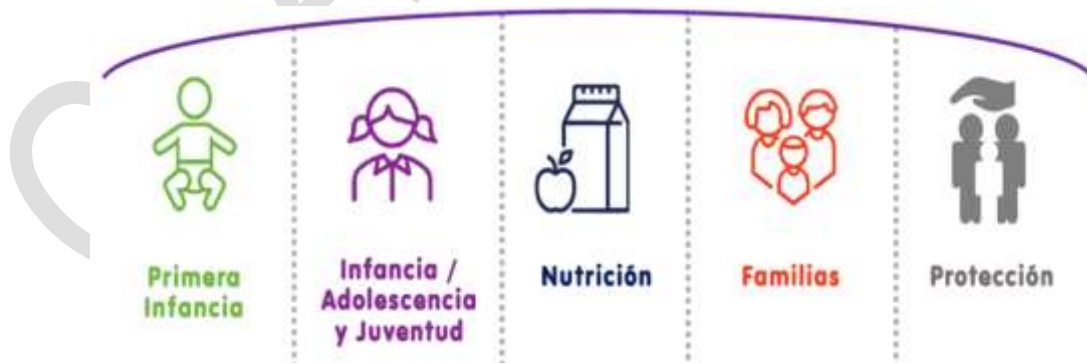 Primera
Infancia
Infancia /
Adolescencia
y Juventud
Nutrición
Familias
Protección